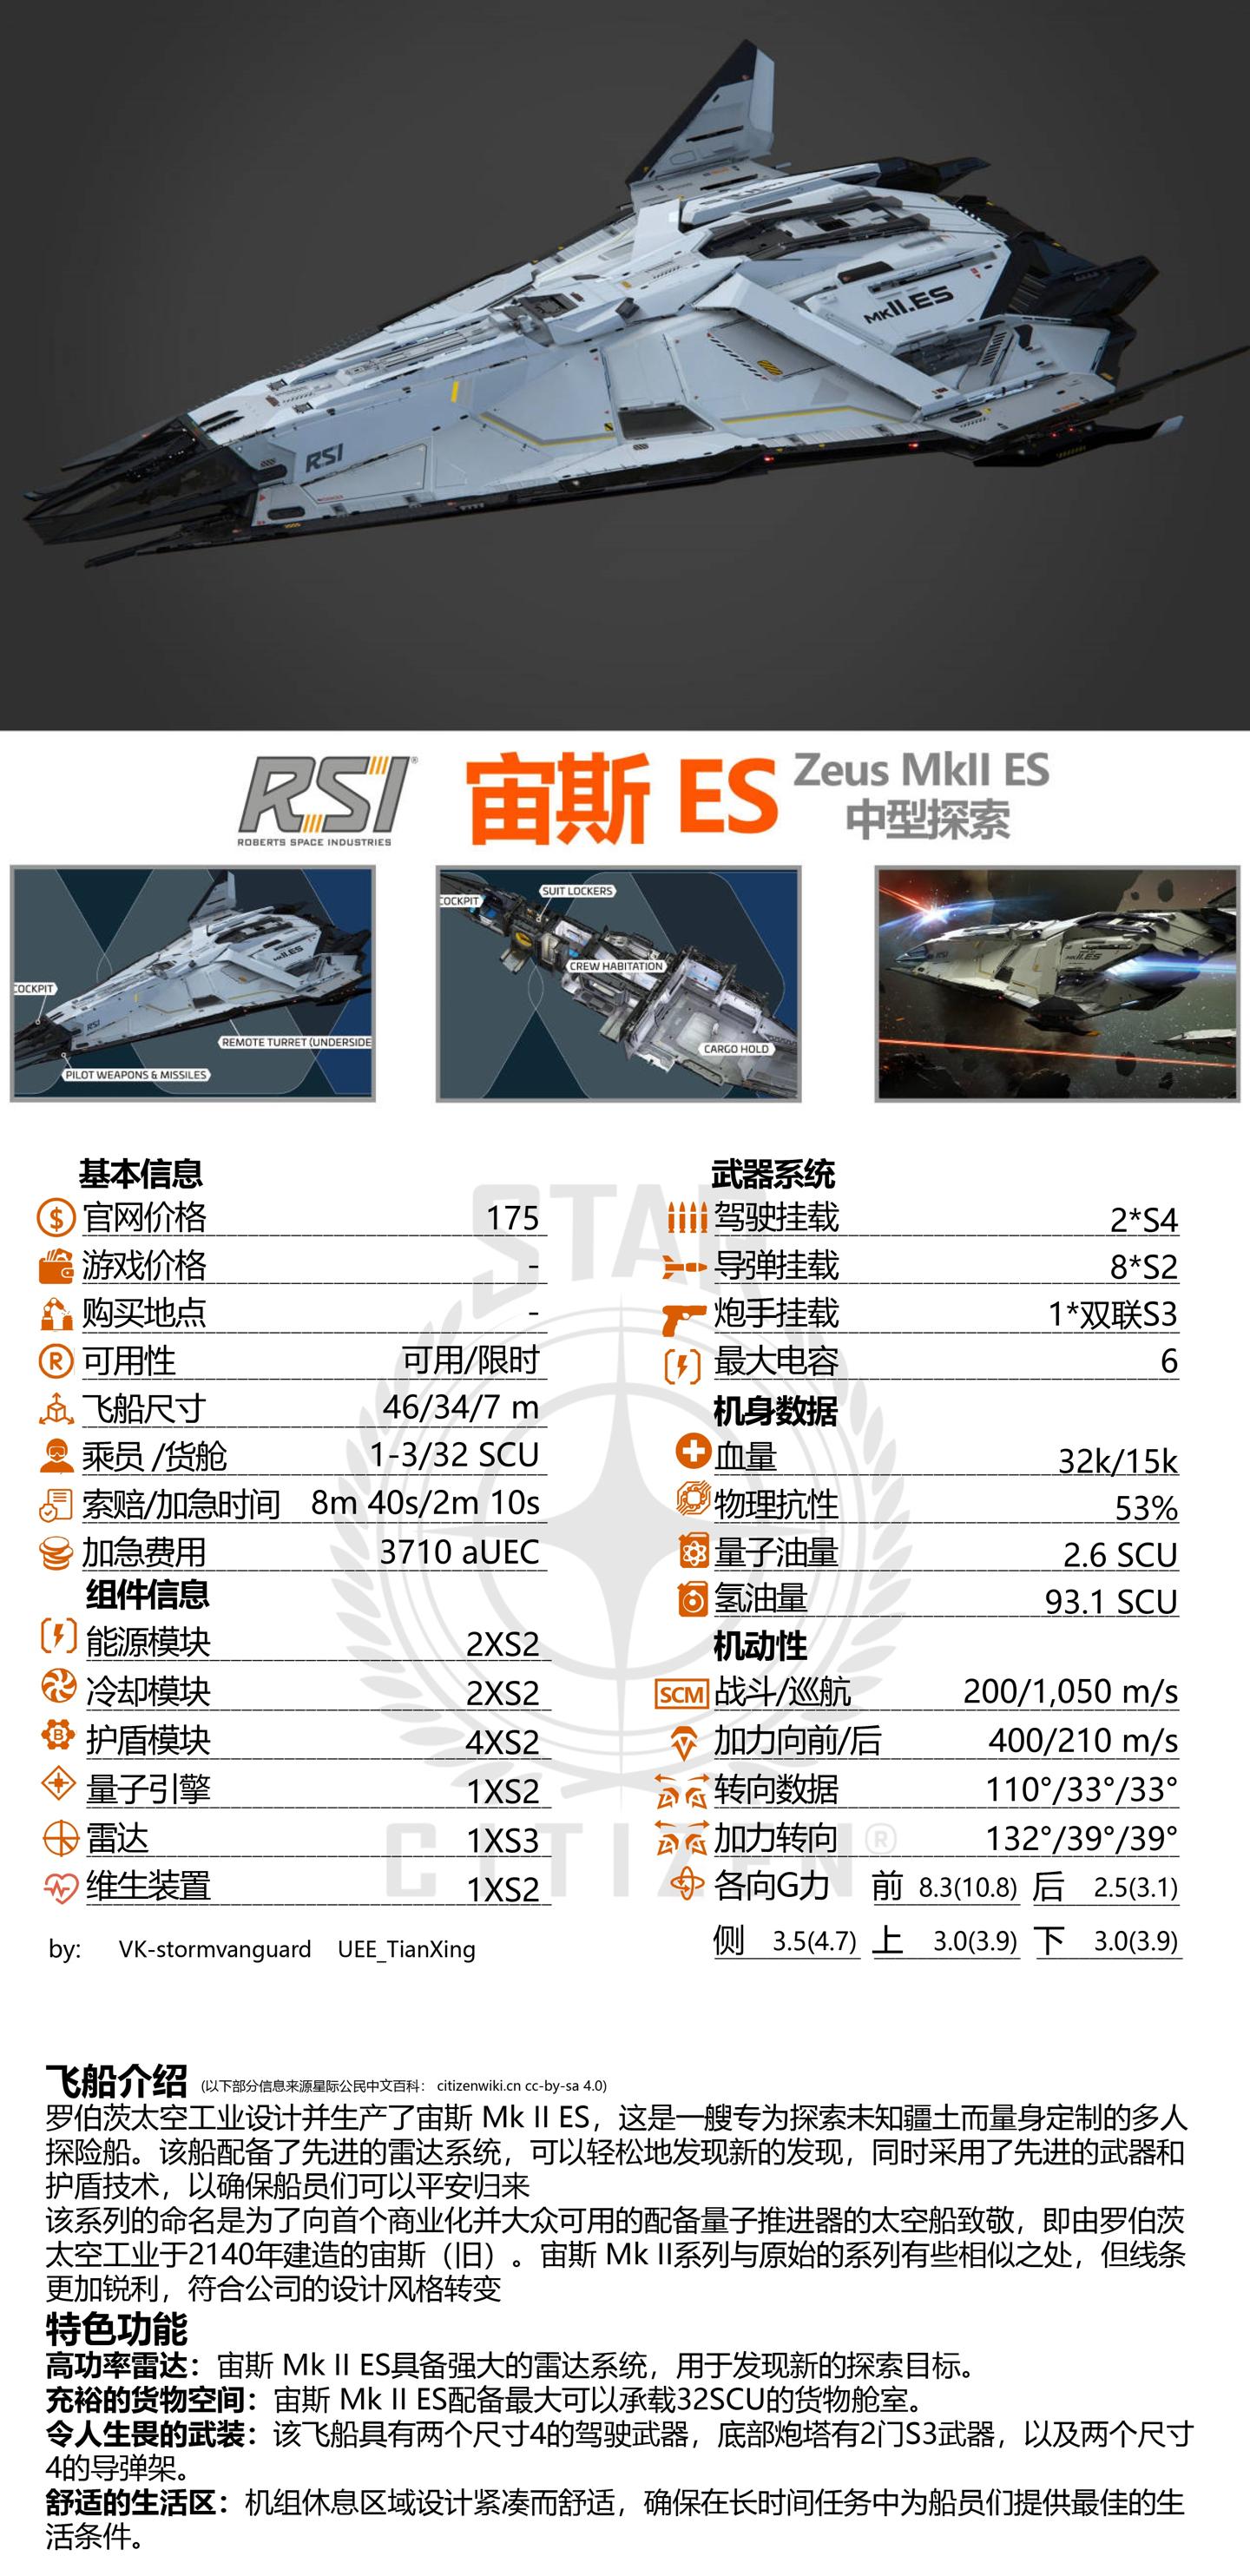 MKII.ES
RSI
RSI®
ROBERTS SPACE INDUSTRIES
宙斯 ES
Zeus MkII ES
中型探索
COCKPIT
REMOTE TURRET (UNDERSIDE
PILOT WEAPONS & MISSILES
MKII.ES
RSI
COCKPIT
SUIT LOCKERS
CREW HABITATION
CARGO HOLD
MKII.ES
STAR
CITIZEN®
基本信息
官网价格 175
游戏价格 -
购买地点 -
可用性 可用/限时
飞船尺寸 46/34/7 m
乘员 /货舱 1-3/32 SCU
索赔/加急时间 8m 40s/2m 10s
加急费用 3710 aUEC
组件信息
能源模块 2XS2
冷却模块 2XS2
护盾模块 4XS2
量子引擎 1XS2
雷达 1XS3
维生装置 1XS2
by: VK-stormvanguard UEE_TianXing
武器系统
驾驶挂载 2*S4
导弹挂载 8*S2
炮手挂载 1*双联S3
最大电容 6
机身数据
血量 32k/15k
物理抗性 53%
量子油量 2.6 SCU
氢油量 93.1 SCU
机动性
SCM 战斗/巡航 200/1,050 m/s
加力向前/后 400/210 m/s
转向数据 110°/33°/33°
加力转向 132°/39°/39°
各向G力 前 8.3(10.8) 后 2.5(3.1)
侧 3.5(4.7) 上 3.0(3.9) 下 3.0(3.9)
飞船介绍 (以下部分信息来源星际公民中文百科： citizenwiki.cn cc-by-sa 4.0)
罗伯茨太空工业设计并生产了宙斯 Mk II ES，这是一艘专为探索未知疆土而量身定制的多人
探险船。该船配备了先进的雷达系统，可以轻松地发现新的发现，同时采用了先进的武器和
护盾技术，以确保船员们可以平安归来
该系列的命名是为了向首个商业化并大众可用的配备量子推进器的太空船致敬，即由罗伯茨
太空工业于2140年建造的宙斯（旧）。宙斯 Mk II系列与原始的系列有些相似之处，但线条
更加锐利，符合公司的设计风格转变
特色功能
高功率雷达：宙斯 Mk II ES具备强大的雷达系统，用于发现新的探索目标。
充裕的货物空间：宙斯 Mk II ES配备最大可以承载32SCU的货物舱室。
令人生畏的武装：该飞船具有两个尺寸4的驾驶武器，底部炮塔有2门S3武器，以及两个尺寸
4的导弹架。
舒适的生活区：机组休息区域设计紧凑而舒适，确保在长时间任务中为船员们提供最佳的生
活条件。